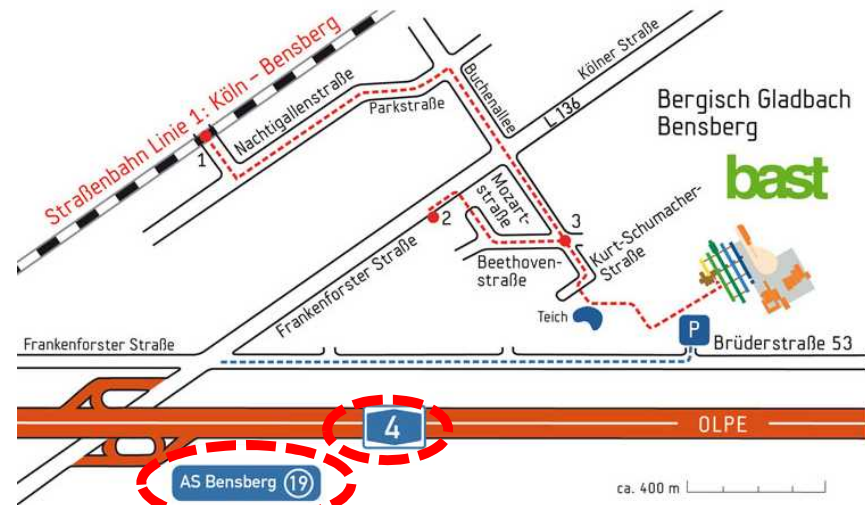 Straßenbahn Linie 1: Köln – Bensberg
1
Nachtigallenstraße
Parkstraße
Buchenallee
Kölner Straße
L 136
Bergisch Gladbach
Bensberg
bast
Mozart-
straße
2
3
Kurt-Schumacher-
Straße
Beethoven-
straße
Frankenforster Straße
Teich
P
Frankenforster Straße
Brüderstraße 53
4
OLPE
AS Bensberg 19
ca. 400 m